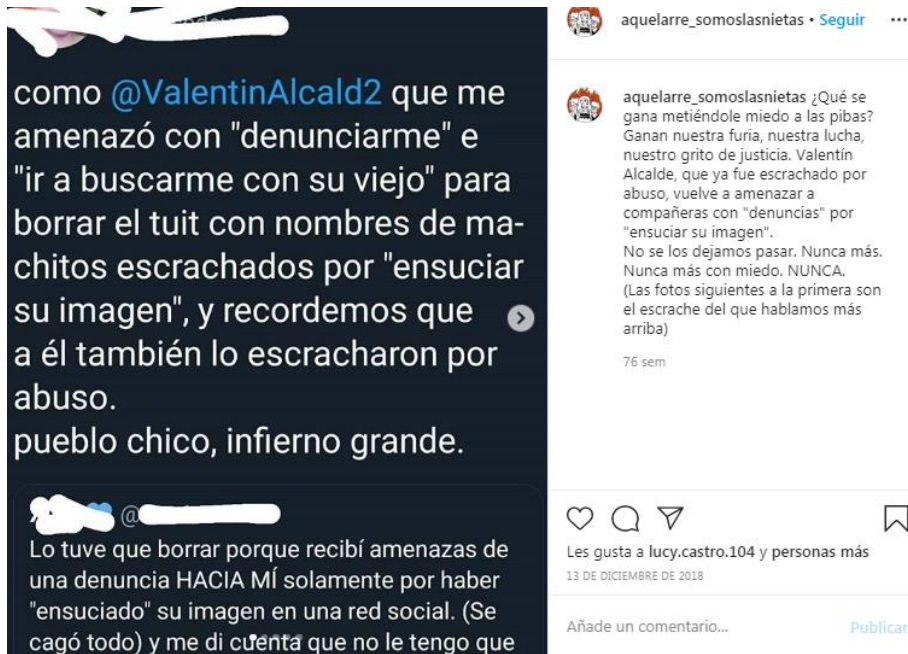 como @ValentinAlcald2 que me
amenazó con "denunciarme" e
"ir a buscarme con su viejo" para
borrar el tuit con nombres de ma-
chitos escrachados por "ensuciar
su imagen", y recordemos que
a él también lo escracharon por
abuso.
pueblo chico, infierno grande.
@
Lo tuve que borrar porque recibí amenazas de
una denuncia HACIA MÍ solamente por haber
"ensuciado" su imagen en una red social. (Se
cagó todo) y me di cuenta que no le tengo que
aquelarre_somoslasnietas • Seguir
aquelarre_somoslasnietas ¿Qué se
gana metiéndole miedo a las pibas?
Ganan nuestra furia, nuestra lucha,
nuestro grito de justicia. Valentín
Alcalde, que ya fue escrachado por
abuso, vuelve a amenazar a
compañeras con "denuncias" por
"ensuciar su imagen".
No se los dejamos pasar. Nunca más.
Nunca más con miedo. NUNCA.
(Las fotos siguientes a la primera son
el escrache del que hablamos más
arriba)
76 sem
Les gusta a lucy.castro.104 y personas más
13 DE DICIEMBRE DE 2018
Añade un comentario...
Publicar